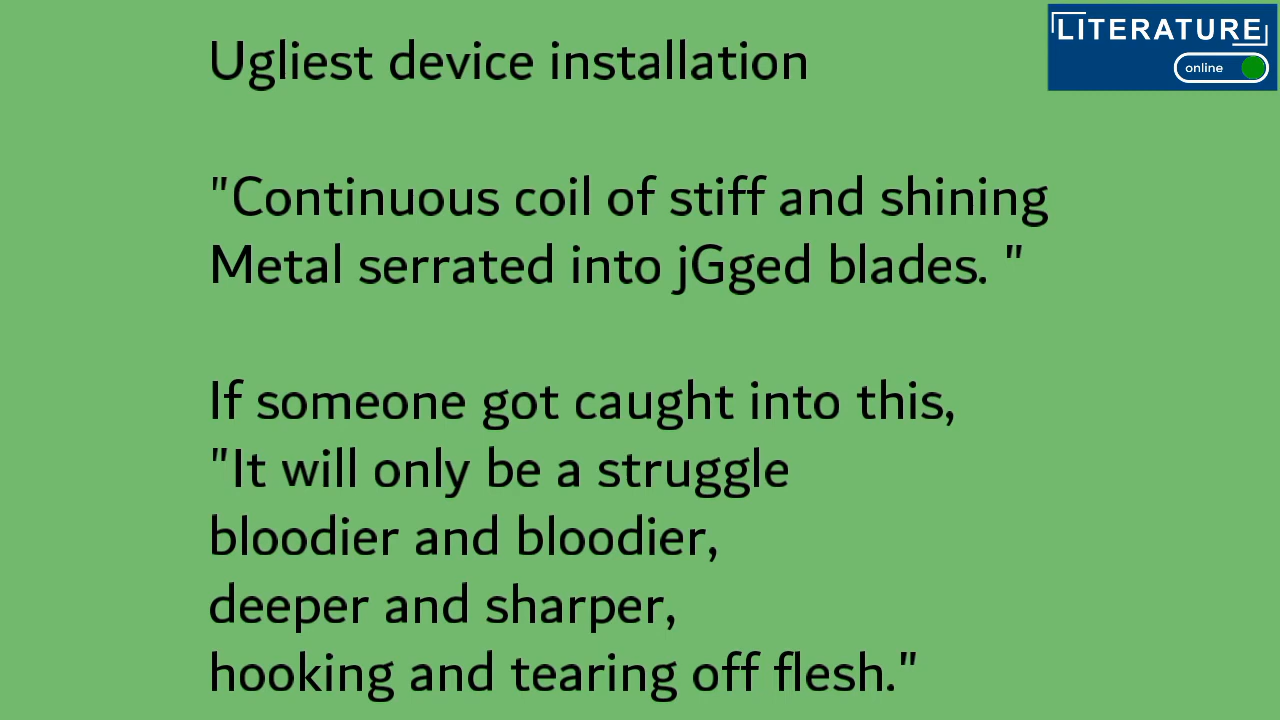 LITERATURE
online
Ugliest device installation
"Continuous coil of stiff and shining
Metal serrated into jGged blades. "
If someone got caught into this,
"It will only be a struggle
bloodier and bloodier,
deeper and sharper,
hooking and tearing off flesh."